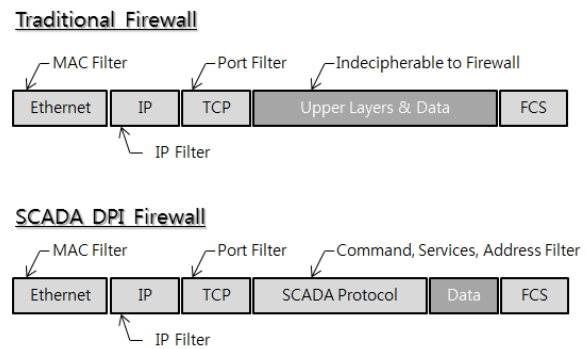 Traditional Firewall
MAC Filter
Port Filter
Indecipherable to Firewall
Ethernet
IP
TCP
Upper Layers & Data
FCS
IP Filter
SCADA DPI Firewall
MAC Filter
Port Filter
Command, Services, Address Filter
Ethernet
IP
TCP
SCADA Protocol
Data
FCS
IP Filter